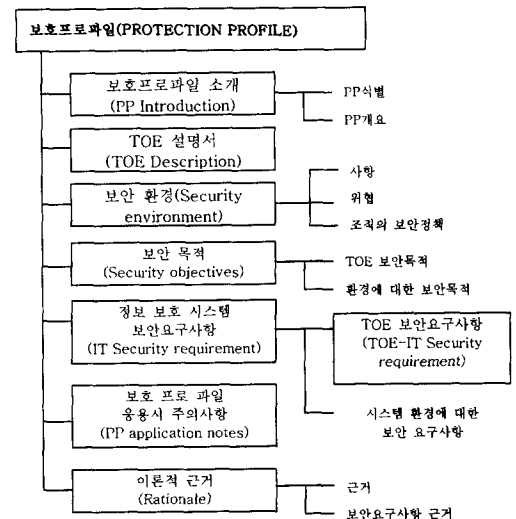 보호프로파일(PROTECTION PROFILE)
보호프로파일 소개
(PP Introduction)
PP식별
PP개요
TOE 설명서
(TOE Description)
보안 환경(Security
environment)
사항
위협
조직의 보안정책
보안 목적
(Security objectives)
TOE 보안목적
환경에 대한 보안목적
정보 보호 시스템
보안요구사항
(IT Security requirement)
TOE 보안요구사항
(TOE-IT Security
requirement)
시스템 환경에 대한
보안 요구사항
보호 프로 파일
응용시 주의사항
(PP application notes)
이론적 근거
(Rationale)
근거
보안요구사항 근거